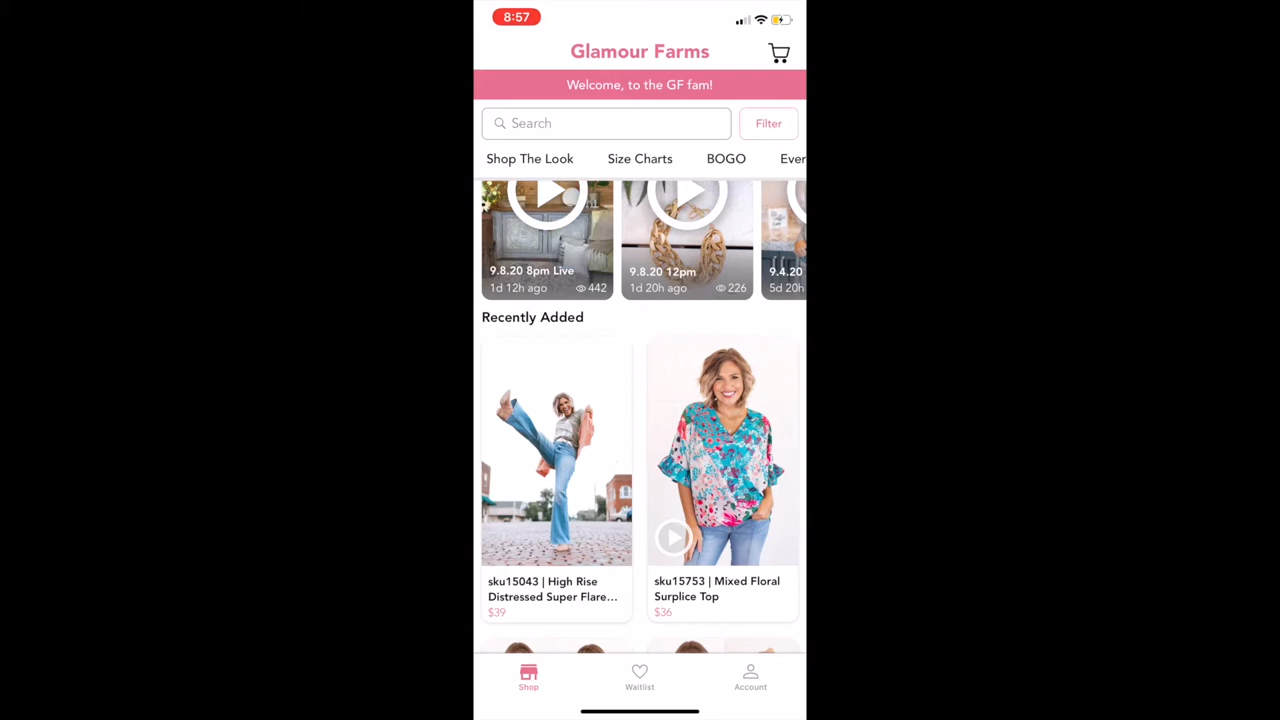 8:57
Glamour Farms
Welcome, to the GF fam!
Search
Filter
Shop The Look
Size Charts
BOGO
Ever
9.8.20 8pm Live
1d 12h ago
442
9.8.20 12pm
1d 20h ago
226
9.4.20
5d 20h
Recently Added
sku15043 | High Rise
Distressed Super Flare...
$39
sku15753 | Mixed Floral
Surplice Top
$36
Shop
Waitlist
Account